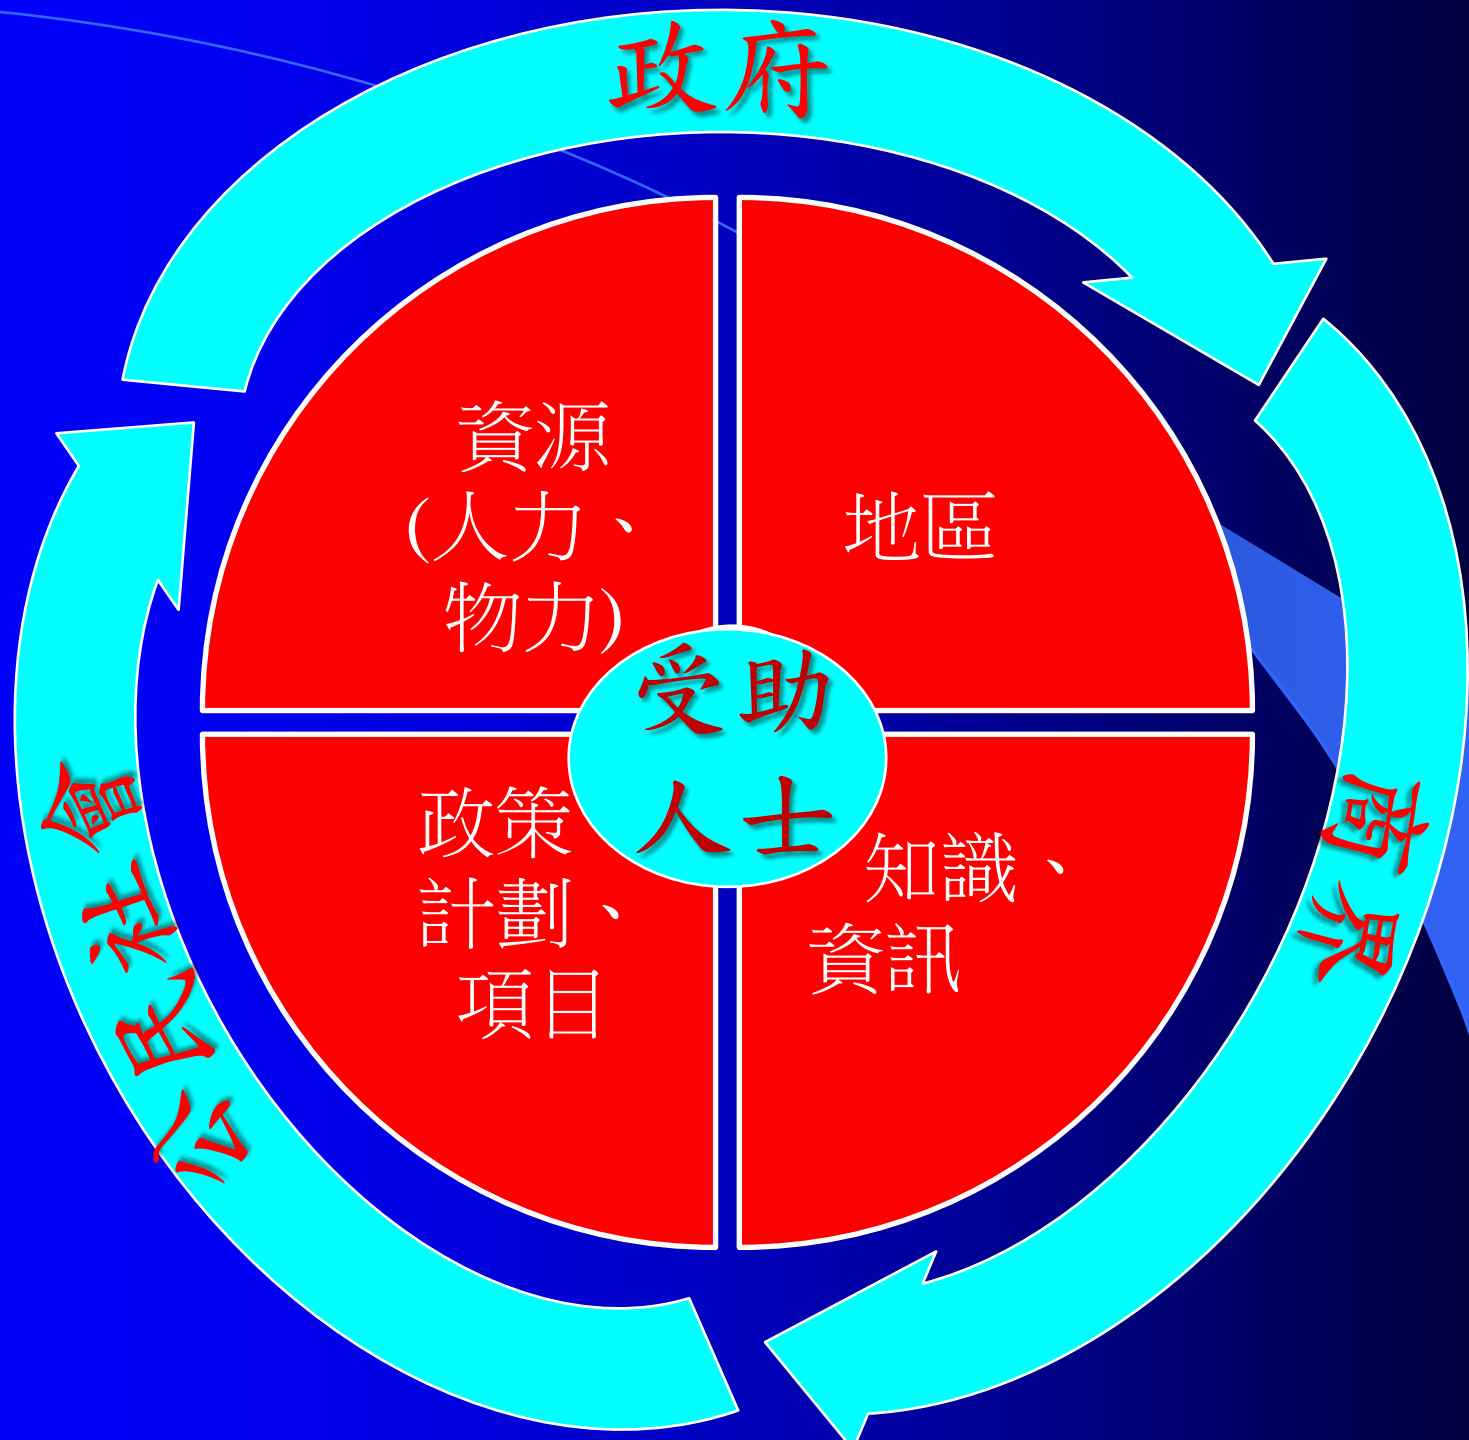 政府
資源
(人力、
物力)
地區
受助
人士
政策
計劃、
項目
知識、
資訊
商界
公民社會